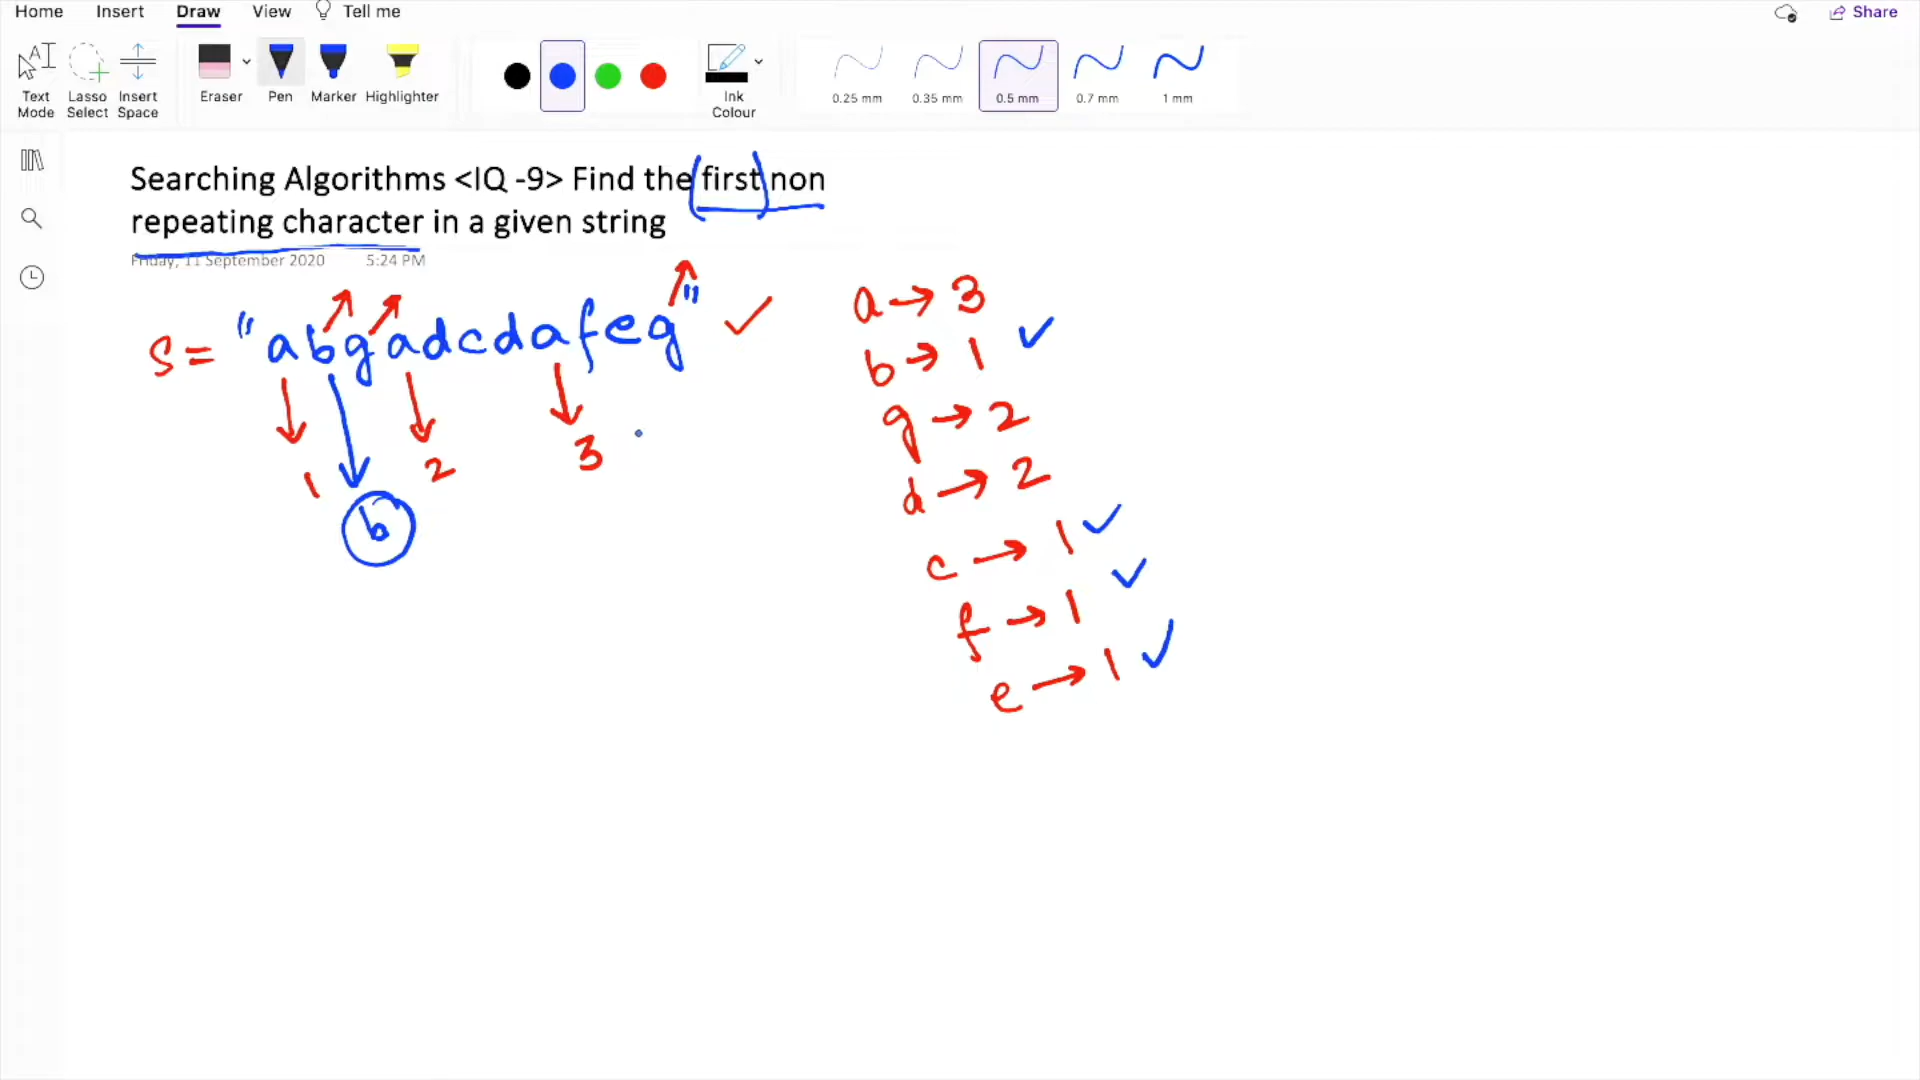 Home Insert Draw View Tell me Share
Text Mode Lasso Select Insert Space Eraser Pen Marker Highlighter Ink Colour 0.25 mm 0.35 mm 0.5 mm 0.7 mm 1 mm
Searching Algorithms <IQ -9> Find the first non
repeating character in a given string
Friday, 11 September 2020 5:24 PM
S = "abgadcdafeg"
1 2 3
b
a → 3
b → 1
g → 2
d → 2
c → 1
f → 1
e → 1